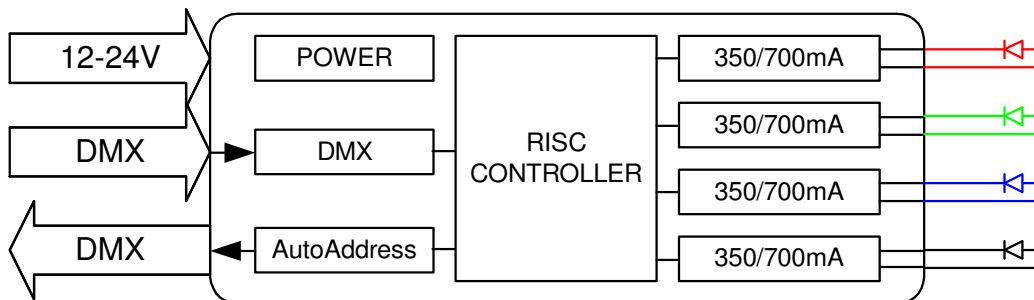 12-24V
POWER
350/700mA
350/700mA
DMX
DMX
RISC
CONTROLLER
350/700mA
DMX
AutoAddress
350/700mA